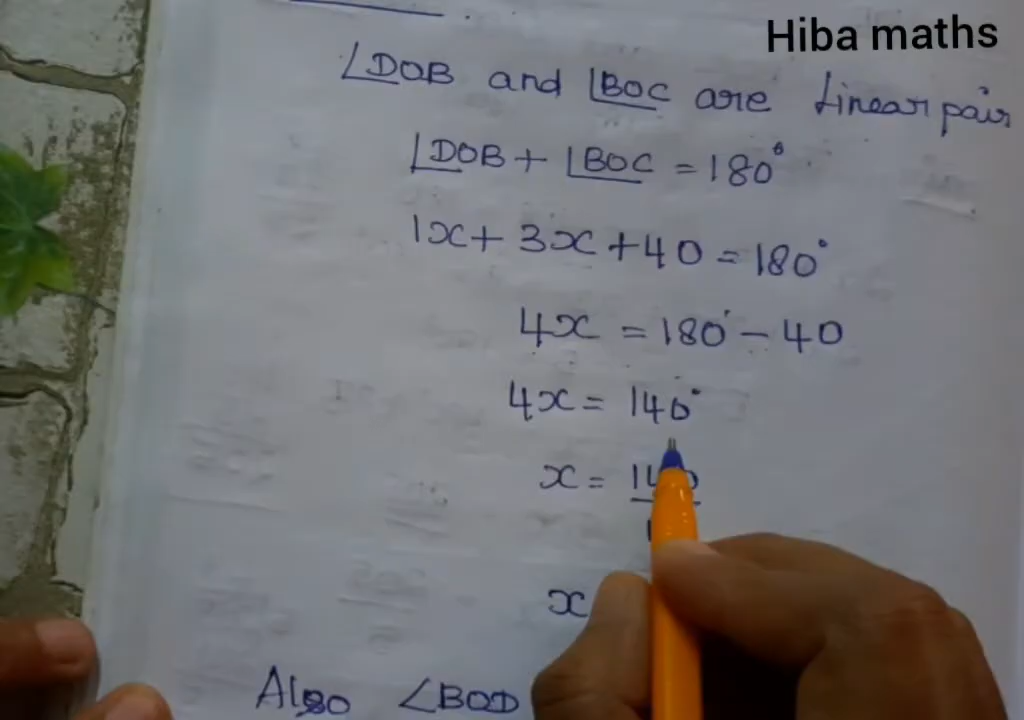 Hiba maths
∠DOB and ∠BOC are Linear pair
∠DOB + ∠BOC = 180°
1x + 3x + 40 = 180°
4x = 180° - 40
4x = 140°
x = 140
x
Also ∠BOD